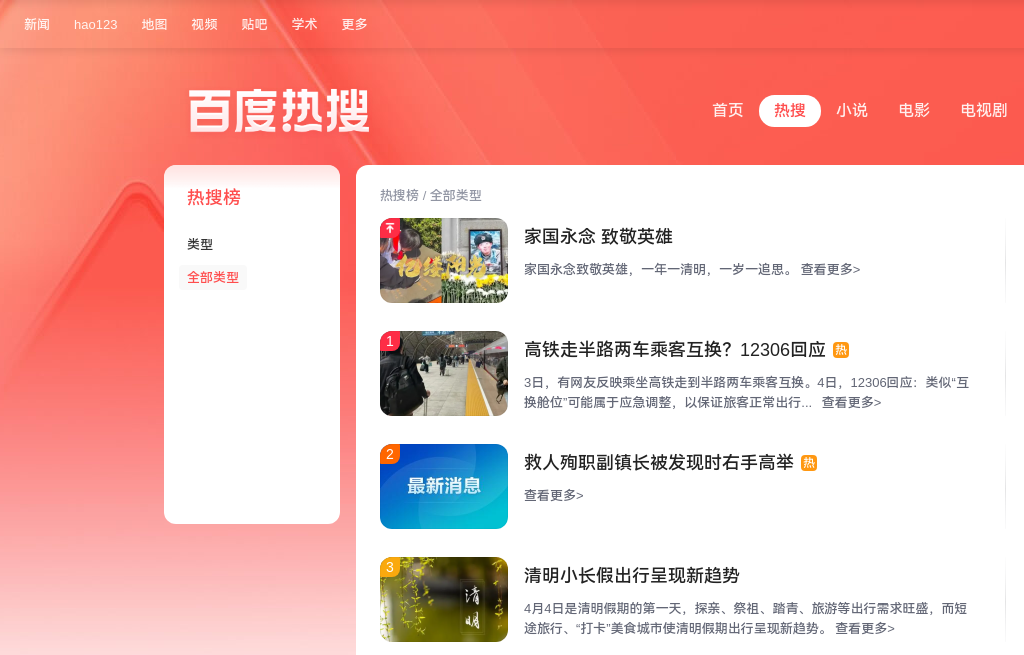 新闻 hao123 地图 视频 贴吧 学术 更多
百度热搜
首页 热搜 小说 电影 电视剧
热搜榜
类型
全部类型
热搜榜 / 全部类型
家国永念 致敬英雄
家国永念致敬英雄，一年一清明，一岁一追思。 查看更多>
1
高铁走半路两车乘客互换？12306回应 热
3日，有网友反映乘坐高铁走到半路两车乘客互换。4日，12306回应：类似“互
换舱位”可能属于应急调整，以保证旅客正常出行... 查看更多>
2
最新消息
救人殉职副镇长被发现时右手高举 热
查看更多>
3
清明
清明小长假出行呈现新趋势
4月4日是清明假期的第一天，探亲、祭祖、踏青、旅游等出行需求旺盛，而短
途旅行、“打卡”美食城市使清明假期出行呈现新趋势。 查看更多>